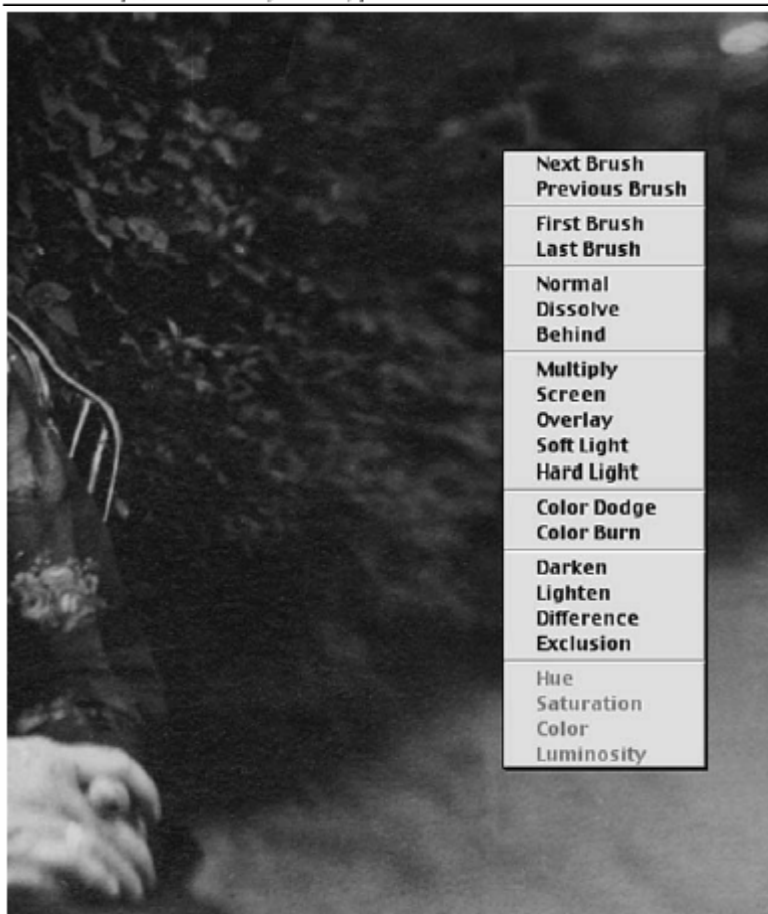 Next Brush
Previous Brush
First Brush
Last Brush
Normal
Dissolve
Behind
Multiply
Screen
Overlay
Soft Light
Hard Light
Color Dodge
Color Burn
Darken
Lighten
Difference
Exclusion
Hue
Saturation
Color
Luminosity